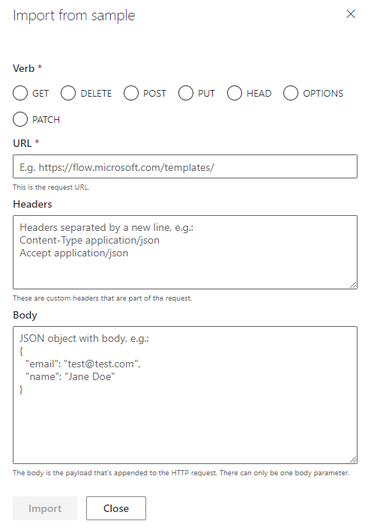 Import from sample
Verb *
GET DELETE POST PUT HEAD OPTIONS
PATCH
URL *
E.g. https://flow.microsoft.com/templates/
This is the request URL.
Headers
Headers separated by a new line, e.g.:
Content-Type application/json
Accept application/json
These are custom headers that are part of the request.
Body
JSON object with body, e.g.:
{
"email": "test@test.com",
"name": "Jane Doe"
}
The body is the payload that's appended to the HTTP request. There can only be one body parameter.
Import Close